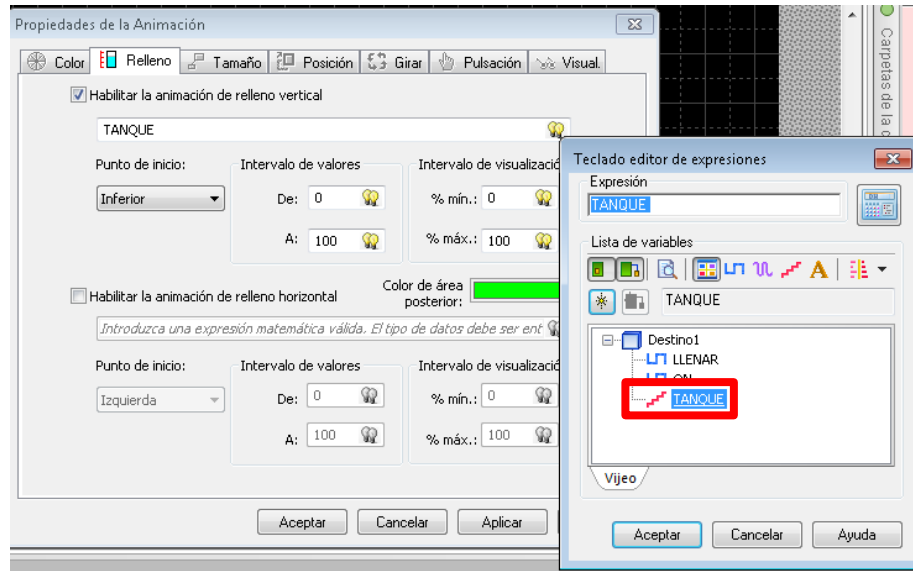 Propiedades de la Animación
Color Relleno Tamaño Posición Girar Pulsación Visual.
Habilitar la animación de relleno vertical
TANQUE
Punto de inicio:
Intervalo de valores
Intervalo de visualizació
Inferior
De: 0
% mín.: 0
A: 100
% máx.: 100
Habilitar la animación de relleno horizontal
Color de área
posterior:
Introduzca una expresión matemática válida. El tipo de datos debe ser ent
Punto de inicio:
Intervalo de valores
Intervalo de visualizació
Izquierda
De: 0
% mín.: 0
A: 100
% máx.: 100
Aceptar Cancelar Aplicar
Carpetas de la
Teclado editor de expresiones
Expresión
TANQUE
Lista de variables
A
TANQUE
Destino1
LLENAR
ON
TANQUE
Vijeo
Aceptar Cancelar Ayuda